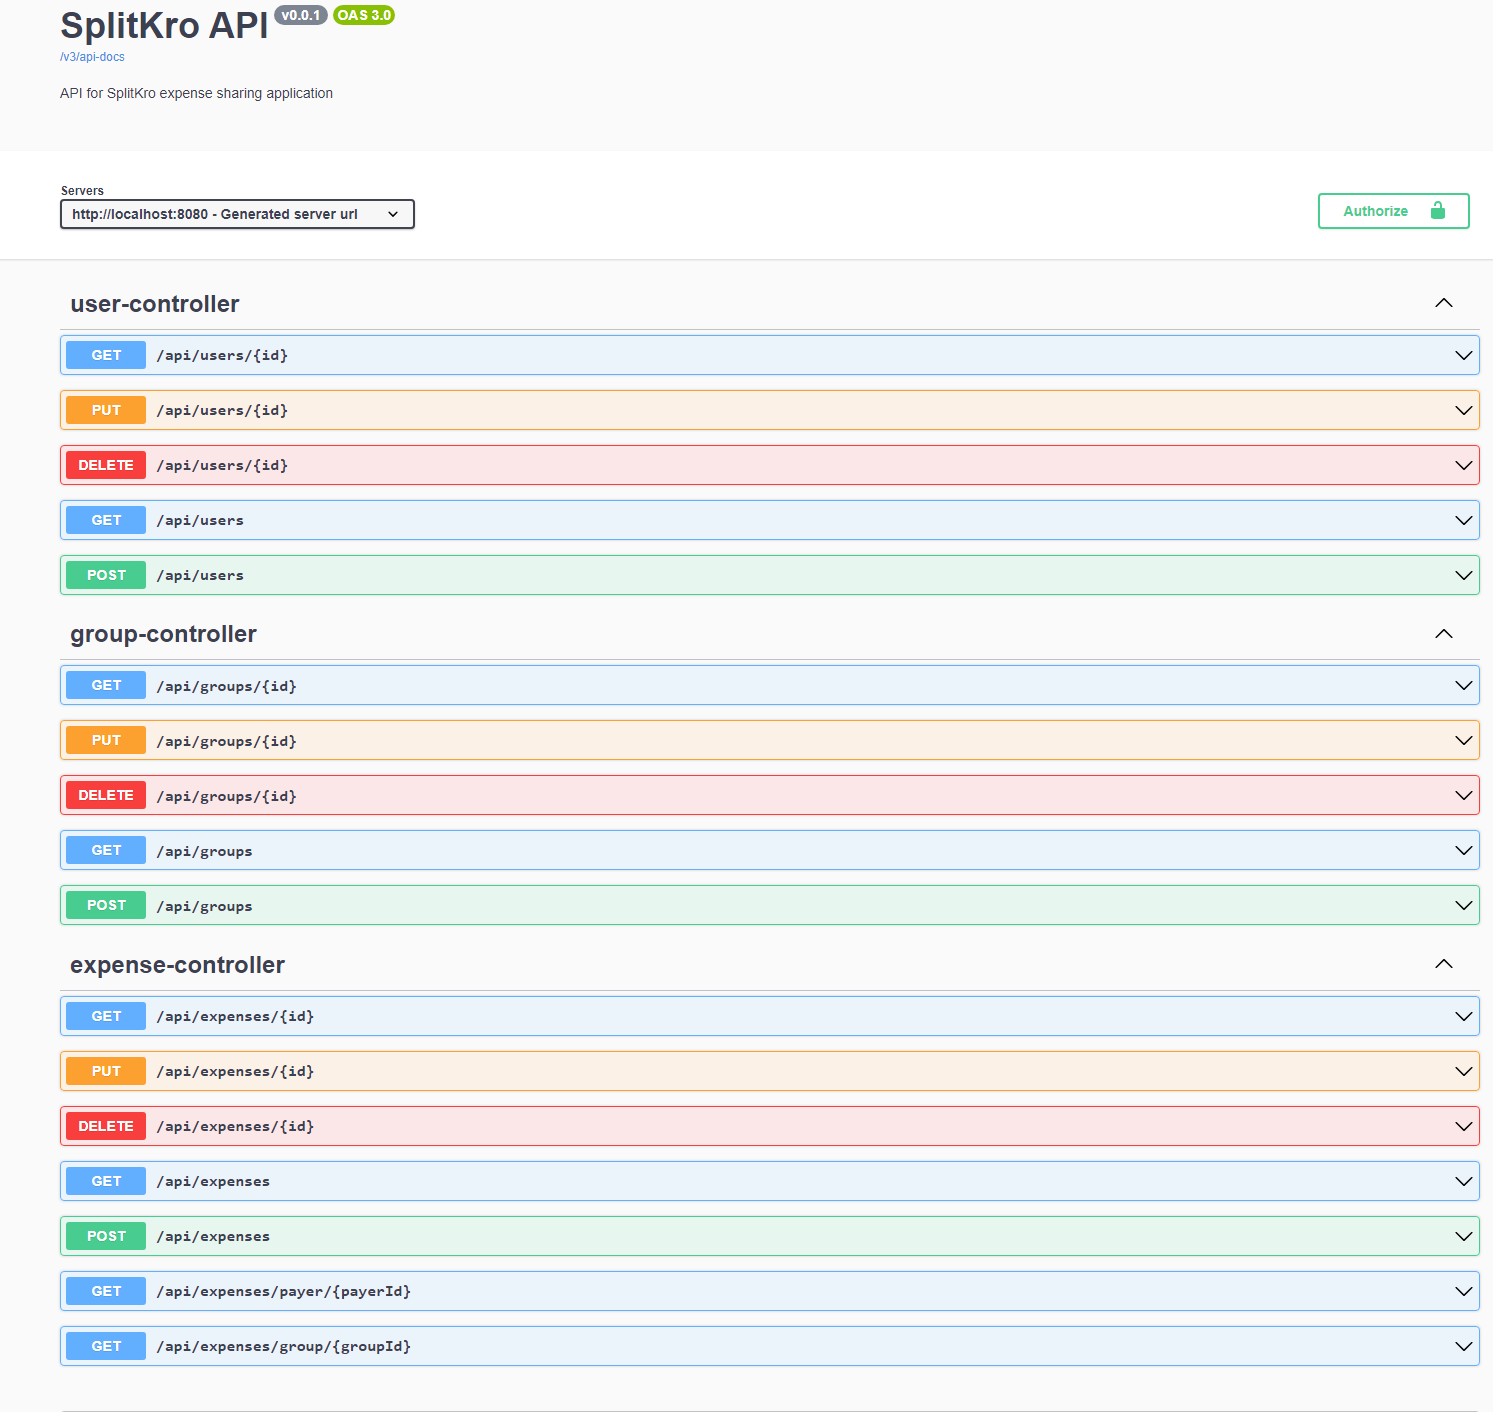 SplitKro API v0.0.1 OAS 3.0
/v3/api-docs
API for SplitKro expense sharing application
Servers
http://localhost:8080 - Generated server url
Authorize
user-controller
GET /api/users/{id}
PUT /api/users/{id}
DELETE /api/users/{id}
GET /api/users
POST /api/users
group-controller
GET /api/groups/{id}
PUT /api/groups/{id}
DELETE /api/groups/{id}
GET /api/groups
POST /api/groups
expense-controller
GET /api/expenses/{id}
PUT /api/expenses/{id}
DELETE /api/expenses/{id}
GET /api/expenses
POST /api/expenses
GET /api/expenses/payer/{payerId}
GET /api/expenses/group/{groupId}